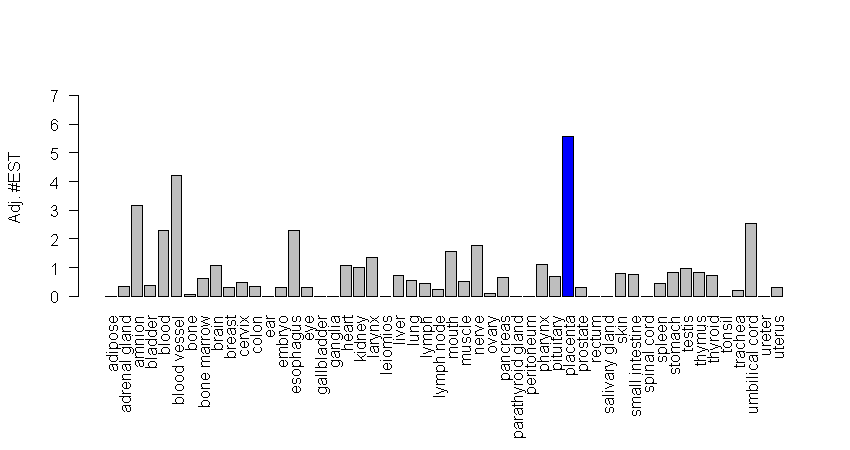 7
6
5
4
3
2
1
0
Adj. #EST
adipose
adrenal gland
amnion
bladder
blood
blood vessel
bone
bone marrow
brain
breast
cervix
colon
ear
embryo
esophagus
eye
gallbladder
ganglia
heart
kidney
larynx
leiomios
liver
lung
lymph
lymph node
mouth
muscle
nerve
ovary
pancreas
parathyroid gland
peritoneum
pharynx
pituitary
placenta
prostate
rectum
salivary gland
skin
small intestine
spinal cord
spleen
stomach
testis
thymus
thyroid
tonsil
trachea
umbilical cord
ureter
uterus